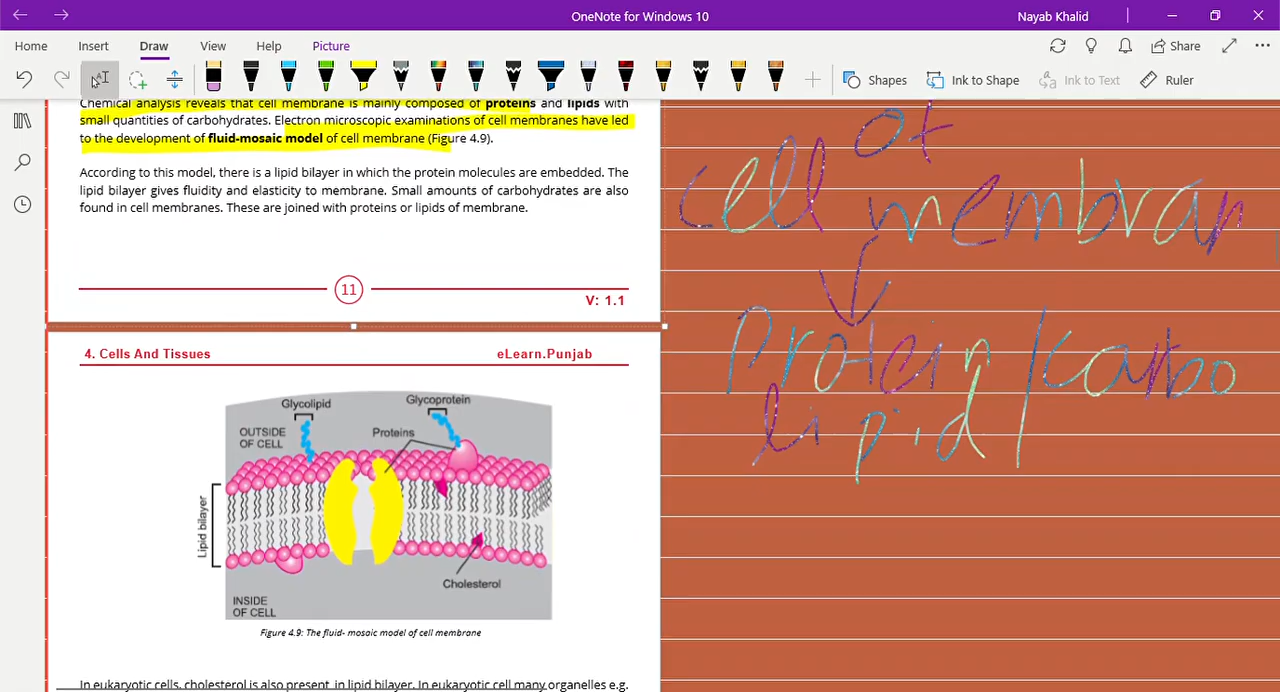 OneNote for Windows 10
Nayab Khalid
Home Insert Draw View Help Picture
Share
Shapes Ink to Shape Ink to Text Ruler
Chemical analysis reveals that cell membrane is mainly composed of proteins and lipids with
small quantities of carbohydrates. Electron microscopic examinations of cell membranes have led
to the development of fluid-mosaic model of cell membrane (Figure 4.9).
According to this model, there is a lipid bilayer in which the protein molecules are embedded. The
lipid bilayer gives fluidity and elasticity to membrane. Small amounts of carbohydrates are also
found in cell membranes. These are joined with proteins or lipids of membrane.
11
V: 1.1
4. Cells And Tissues eLearn.Punjab
Glycolipid
Glycoprotein
OUTSIDE
OF CELL
Proteins
Lipid bilayer
Cholesterol
INSIDE
OF CELL
Figure 4.9: The fluid- mosaic model of cell membrane
In eukaryotic cells, cholesterol is also present in lipid bilayer. In eukaryotic cell many organelles e.g.
of
cell membran
Protein/carbo
lipid/